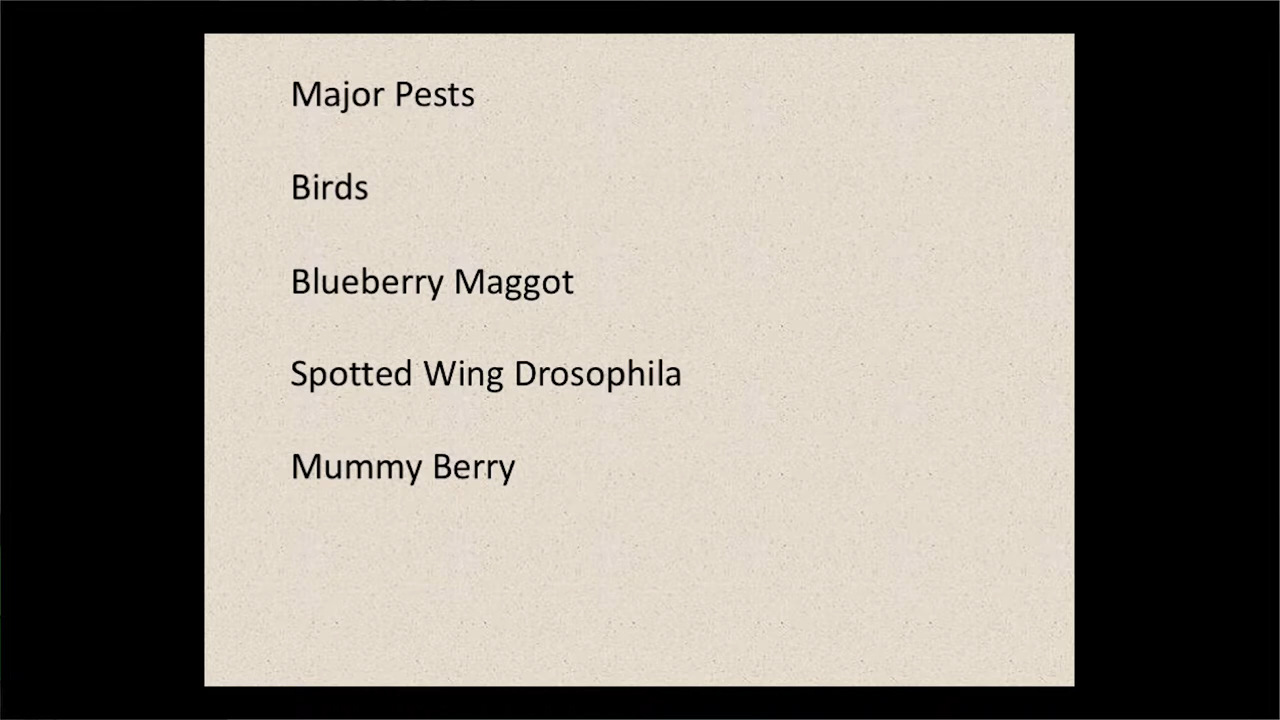 Major Pests
Birds
Blueberry Maggot
Spotted Wing Drosophila
Mummy Berry